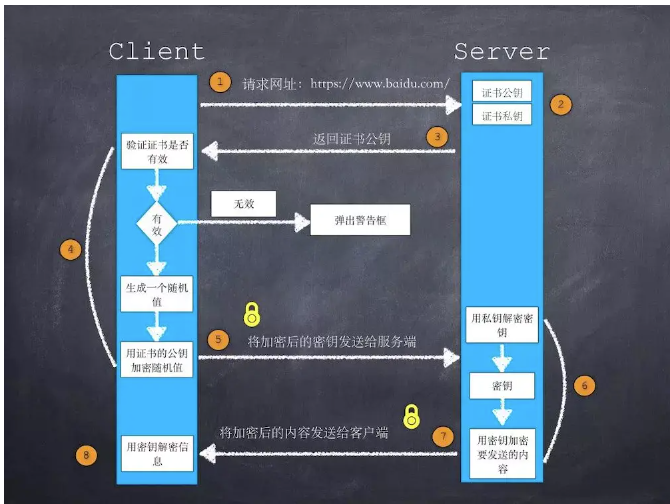 Client
Server
1
请求网址：https://www.baidu.com/
证书公钥
2
证书私钥
返回证书公钥
3
验证证书是否
有效
无效
有
效
弹出警告框
4
生成一个随机
值
用私钥解密密
钥
5
将加密后的密钥发送给服务端
用证书的公钥
加密随机值
密钥
6
将加密后的内容发送给客户端
7
用密钥加密
要发送的内
容
8
用密钥解密信
息